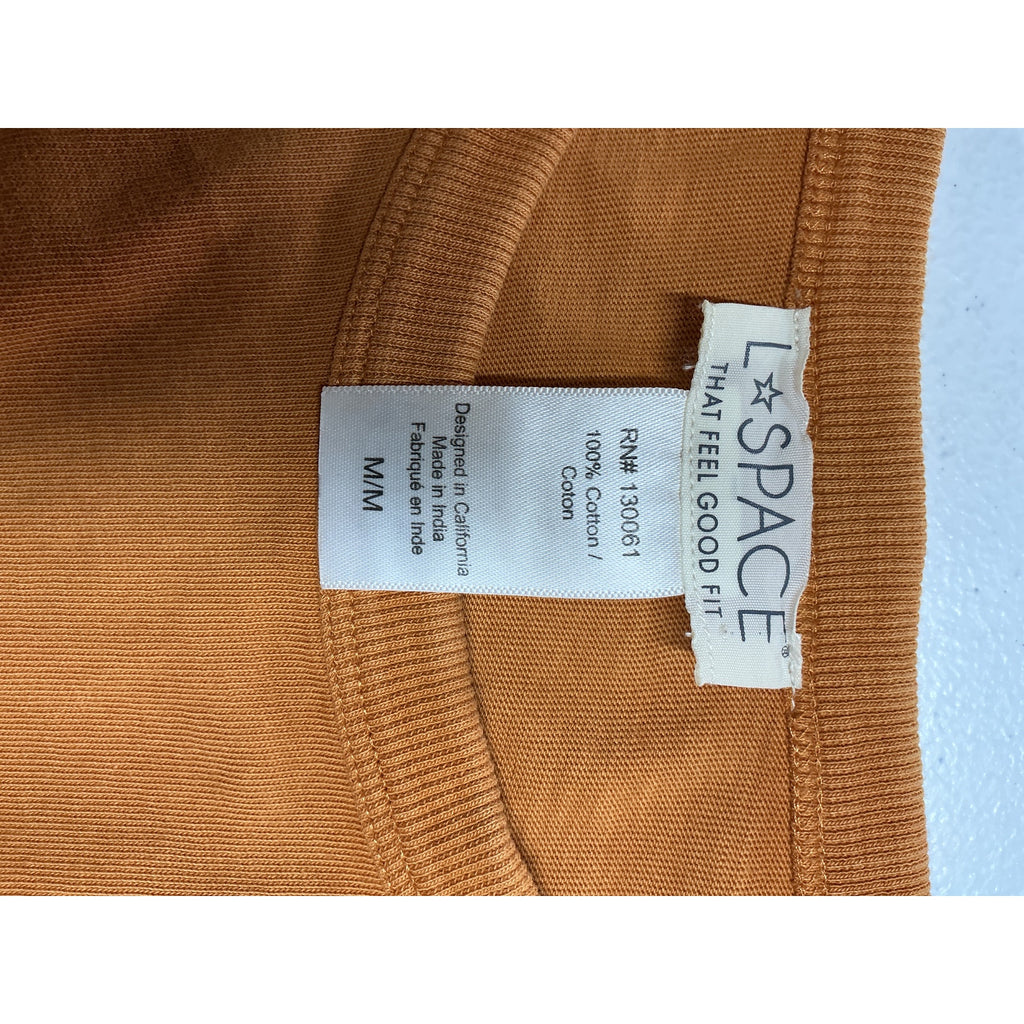 L☆SPACE®
THAT FEEL GOOD FIT
RN# 130061
100% Cotton /
Coton
Designed in California
Made in India
Fabriqué en Inde
M/M